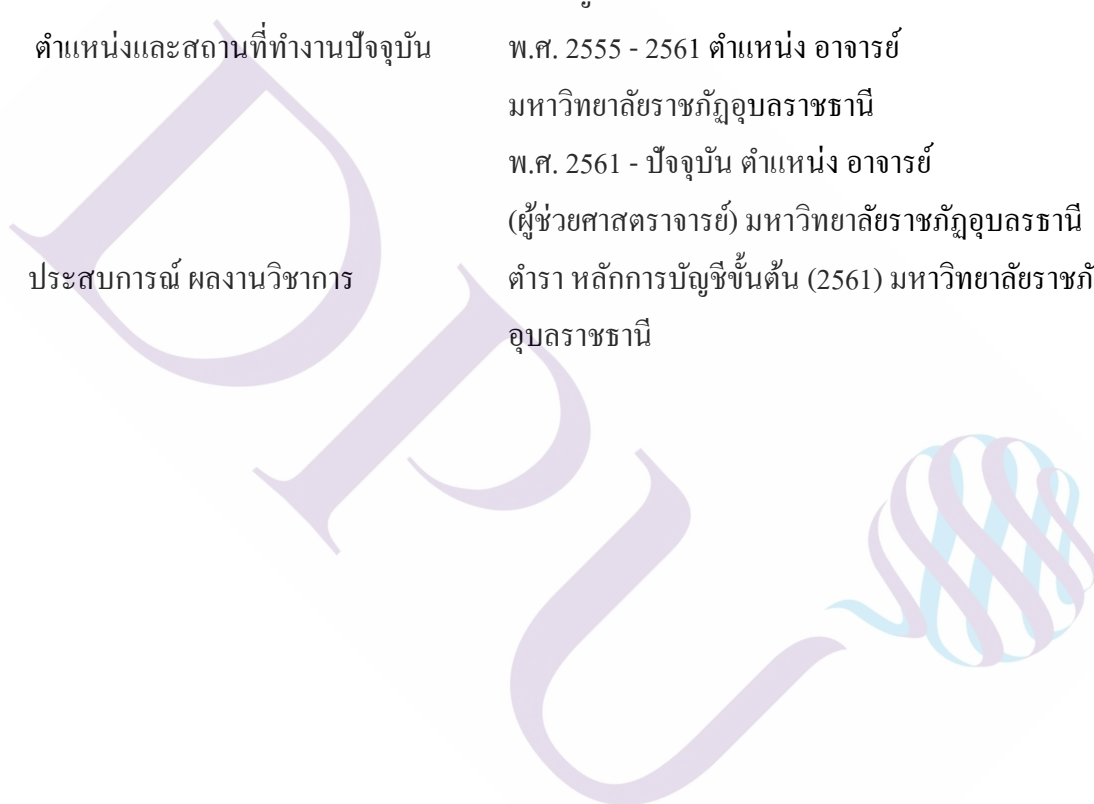 ตำแหน่งและสถานที่ทำงานปัจจุบัน พ.ศ. 2555 - 2561 ตำแหน่ง อาจารย์
มหาวิทยาลัยราชภัฏอุบลราชธานี
พ.ศ. 2561 - ปัจจุบัน ตำแหน่ง อาจารย์
(ผู้ช่วยศาสตราจารย์) มหาวิทยาลัยราชภัฏอุบลรธานี
ประสบการณ์ ผลงานวิชาการ ตำรา หลักการบัญชีขั้นต้น (2561) มหาวิทยาลัยราชภั
อุบลราชธานี
DPU